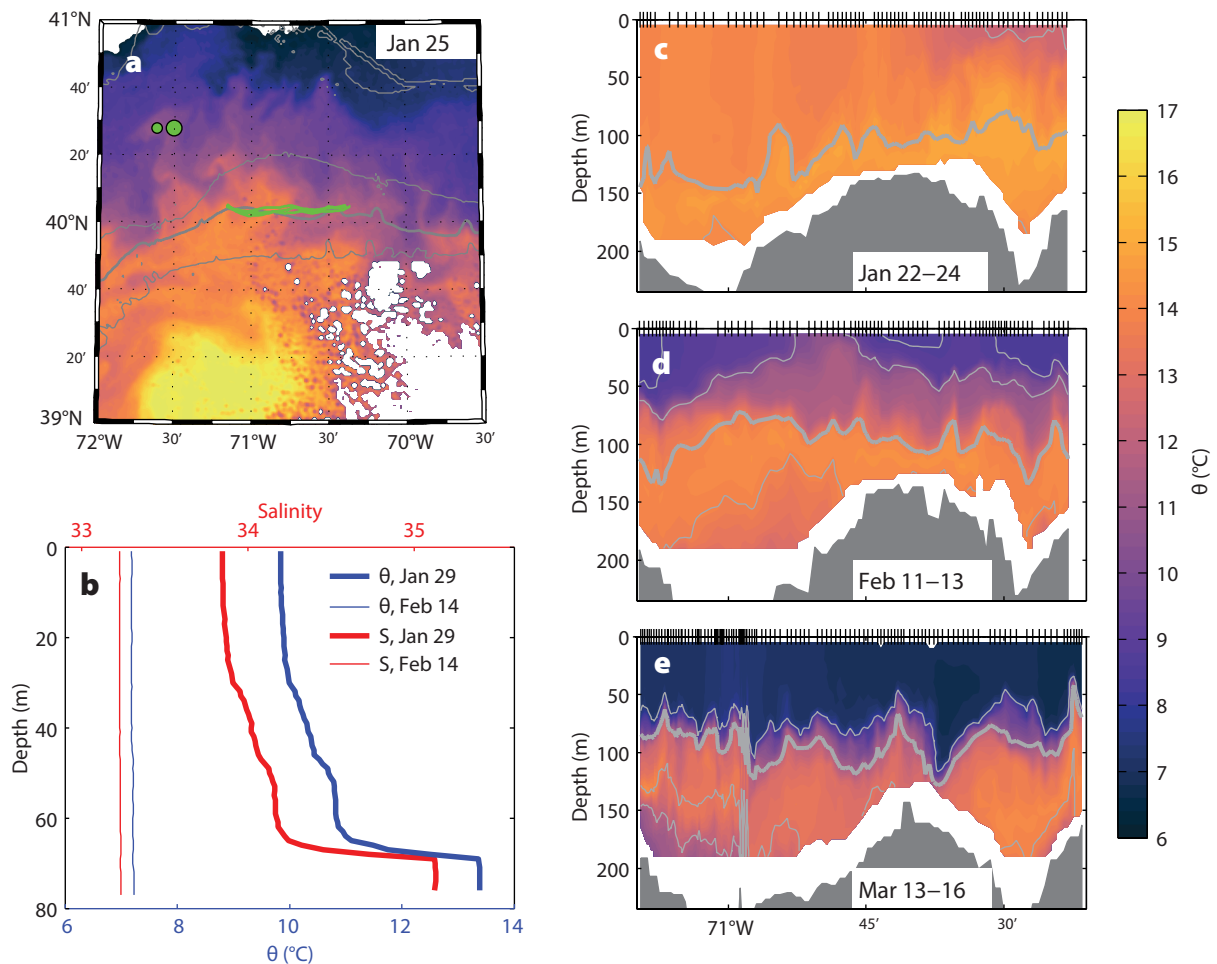 a
Jan 25
41°N
40′
20′
40°N
40′
20′
39°N
72°W
30′
71°W
30′
70°W
30′
Salinity
33
34
35
b
θ, Jan 29
θ, Feb 14
S, Jan 29
S, Feb 14
0
20
40
60
80
Depth (m)
6
8
10
12
14
θ (°C)
c
0
50
100
150
200
Depth (m)
Jan 22–24
d
0
50
100
150
200
Depth (m)
Feb 11–13
e
0
50
100
150
200
Depth (m)
Mar 13–16
71°W
45′
30′
17
16
15
14
13
12
11
10
9
8
7
6
θ (°C)